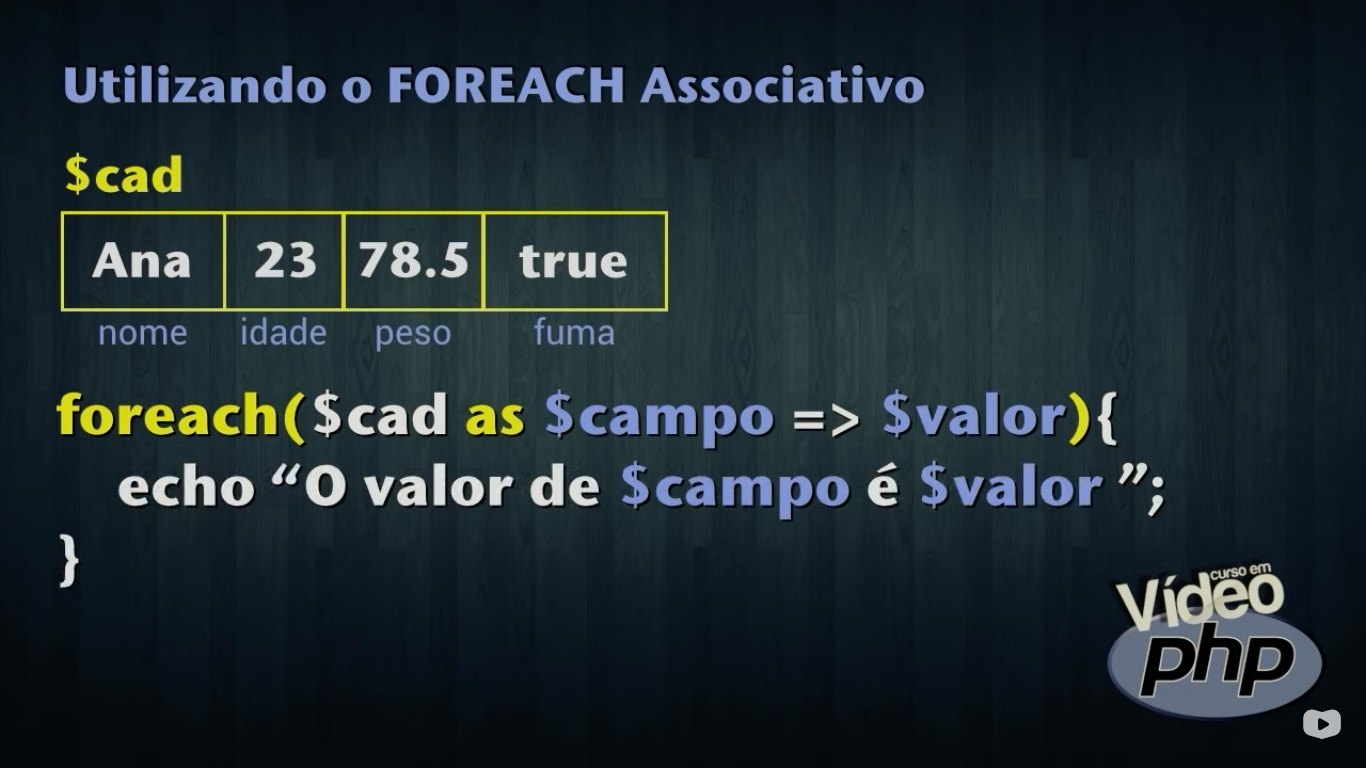 Utilizando o FOREACH Associativo
$cad
Ana 23 78.5 true
nome idade peso fuma
foreach($cad as $campo => $valor){
echo “O valor de $campo é $valor ”;
}
curso em
Vídeo
php